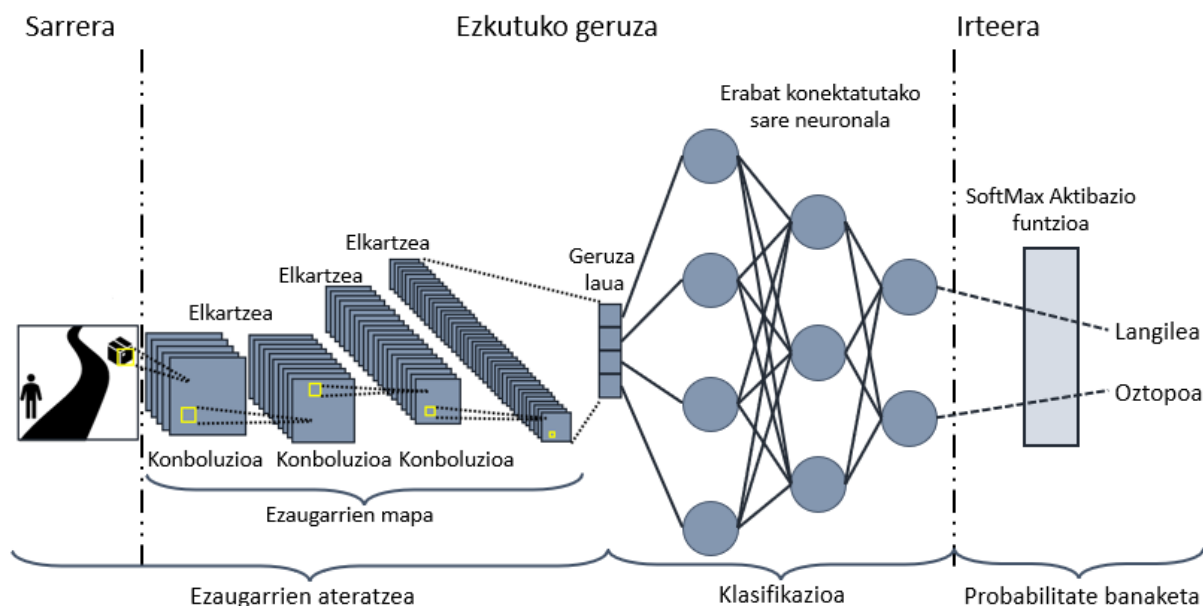 Sarrera
Ezkutuko geruza
Irteera
Erabat konektatutako
sare neuronala
SoftMax Aktibazio
funtzioa
Elkartzea
Elkartzea
Elkartzea
Geruza
laua
Langilea
Oztopoa
Konboluzioa
Konboluzioa
Konboluzioa
Ezaugarrien mapa
Ezaugarrien ateratzea
Klasifikazioa
Probabilitate banaketa